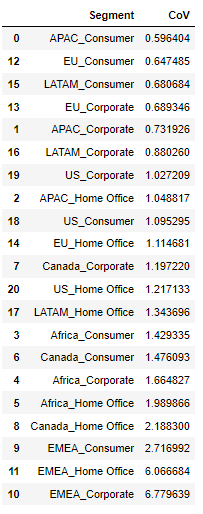 Segment CoV
0 APAC_Consumer 0.596404
12 EU_Consumer 0.647485
15 LATAM_Consumer 0.680684
13 EU_Corporate 0.689346
1 APAC_Corporate 0.731926
16 LATAM_Corporate 0.880260
19 US_Corporate 1.027209
2 APAC_Home Office 1.048817
18 US_Consumer 1.095295
14 EU_Home Office 1.114681
7 Canada_Corporate 1.197220
20 US_Home Office 1.217133
17 LATAM_Home Office 1.343696
3 Africa_Consumer 1.429335
6 Canada_Consumer 1.476093
4 Africa_Corporate 1.664827
5 Africa_Home Office 1.989866
8 Canada_Home Office 2.188300
9 EMEA_Consumer 2.716992
11 EMEA_Home Office 6.066684
10 EMEA_Corporate 6.779639